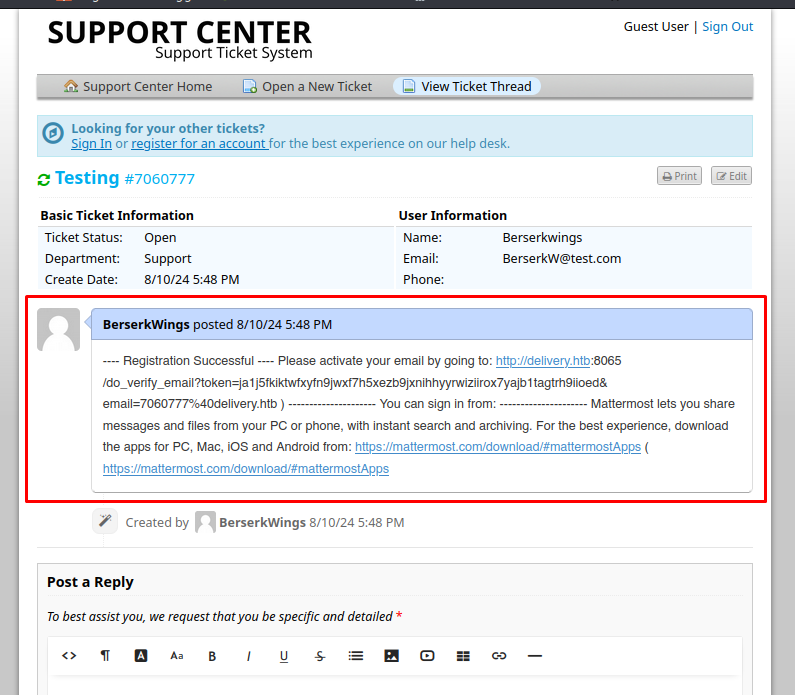 SUPPORT CENTER
Support Ticket System
Guest User | Sign Out
Support Center Home Open a New Ticket View Ticket Thread
Looking for your other tickets?
Sign In or register for an account for the best experience on our help desk.
Testing #7060777
Print Edit
Basic Ticket Information User Information
Ticket Status: Open Name: Berserkwings
Department: Support Email: BerserkW@test.com
Create Date: 8/10/24 5:48 PM Phone:
BerserkWings posted 8/10/24 5:48 PM
---- Registration Successful ---- Please activate your email by going to: http://delivery.htb:8065
/do_verify_email?token=ja1j5fkiktwfxyfn9jwxf7h5xezb9jxnihhyyrwiziirox7yajb1tagtrh9iioed&
email=7060777%40delivery.htb ) --------------------- You can sign in from: --------------------- Mattermost lets you share
messages and files from your PC or phone, with instant search and archiving. For the best experience, download
the apps for PC, Mac, iOS and Android from: https://mattermost.com/download/#mattermostApps (
https://mattermost.com/download/#mattermostApps
Created by BerserkWings 8/10/24 5:48 PM
Post a Reply
To best assist you, we request that you be specific and detailed *